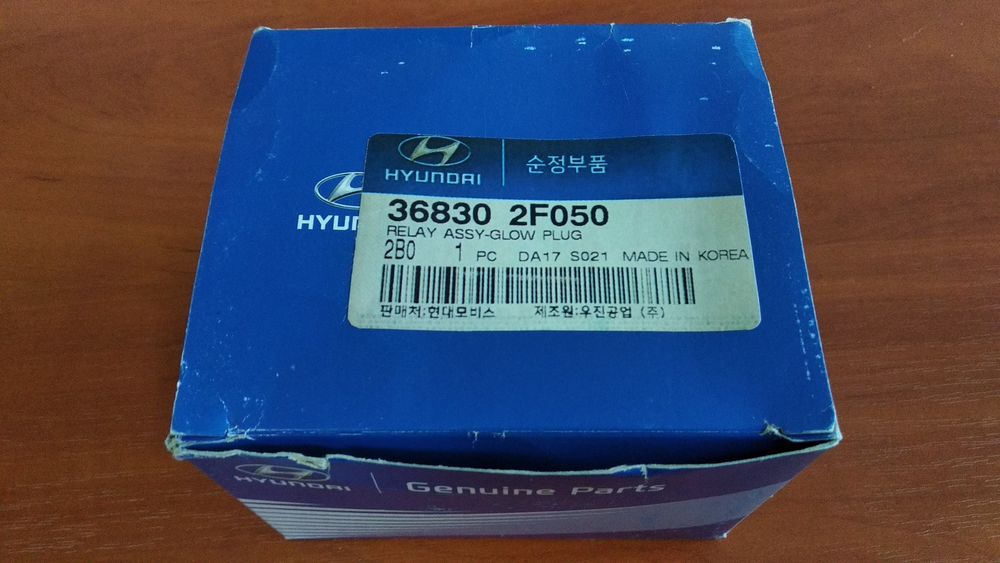 HYUNDAI 순정부품
HYUN
36830 2F050
RELAY ASSY-GLOW PLUG
2B0 1 PC DA17 S021 MADE IN KOREA
판매처:현대모비스 제조원:우진공업 (주)
HYUNDAI Genuine Parts